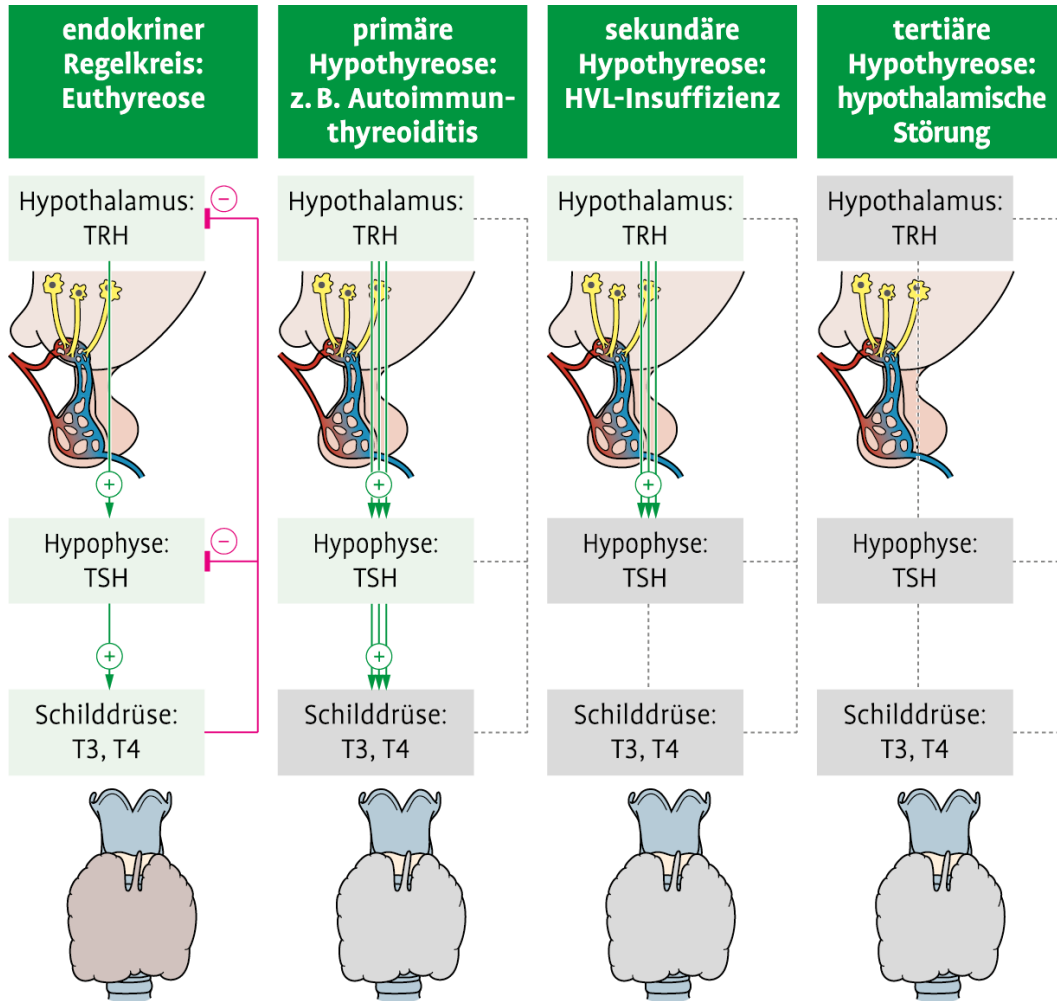 endokriner
Regelkreis:
Euthyreose
primäre
Hypothyreose:
z. B. Autoimmun-
thyreoiditis
sekundäre
Hypothyreose:
HVL-Insuffizienz
tertiäre
Hypothyreose:
hypothalamische
Störung
Hypothalamus:
TRH
−
Hypothalamus:
TRH
Hypothalamus:
TRH
Hypothalamus:
TRH
+
+
+
Hypophyse:
TSH
−
Hypophyse:
TSH
Hypophyse:
TSH
Hypophyse:
TSH
+
+
Schilddrüse:
T3, T4
Schilddrüse:
T3, T4
Schilddrüse:
T3, T4
Schilddrüse:
T3, T4